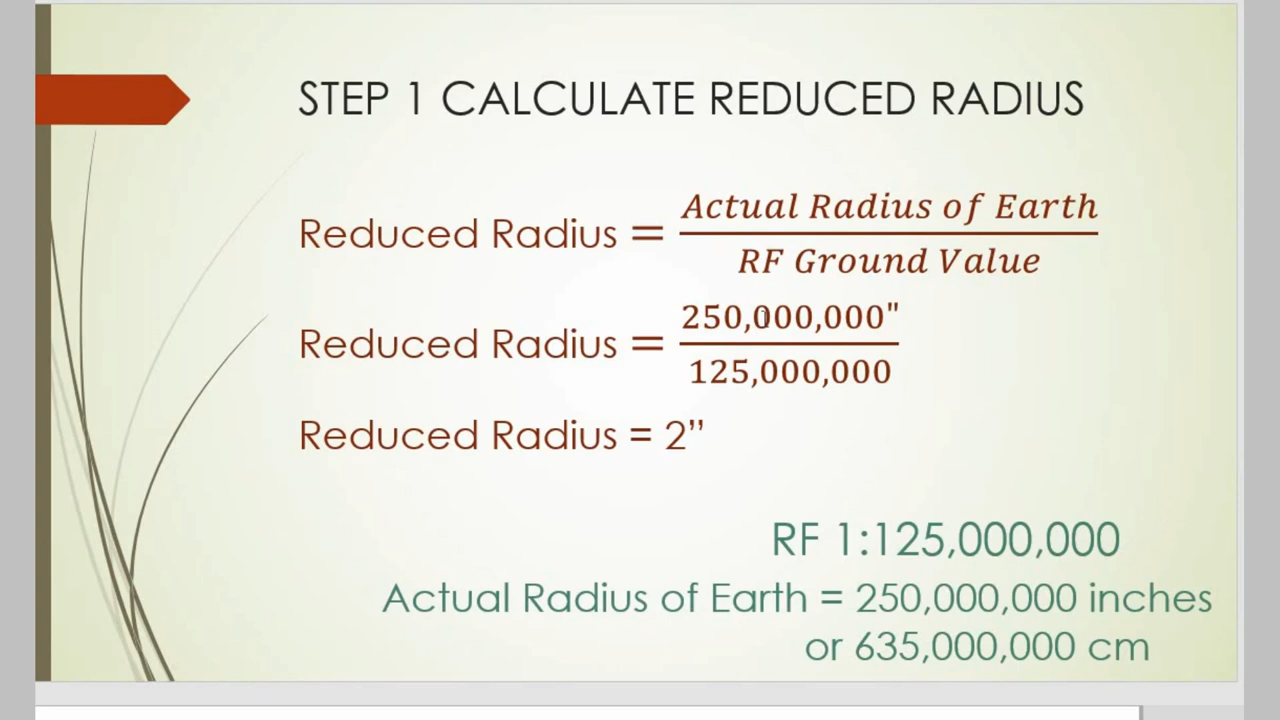 STEP 1 CALCULATE REDUCED RADIUS
Reduced Radius = Actual Radius of Earth / RF Ground Value
Reduced Radius = 250,000,000" / 125,000,000
Reduced Radius = 2”
RF 1:125,000,000
Actual Radius of Earth = 250,000,000 inches
or 635,000,000 cm